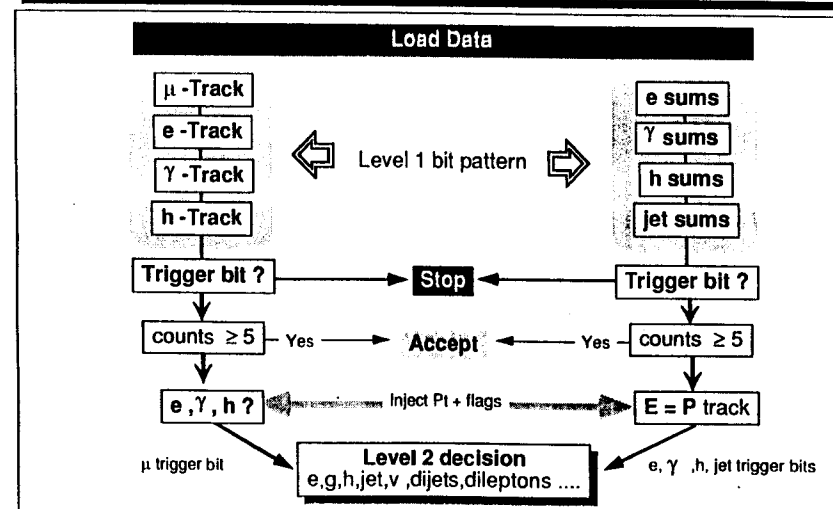 Load Data
μ -Track
e -Track
γ -Track
h -Track
Level 1 bit pattern
e sums
γ sums
h sums
jet sums
Trigger bit ?
Stop
Trigger bit ?
counts ≥ 5
Yes
Accept
Yes
counts ≥ 5
e , γ , h ?
Inject Pt + flags
E = P track
μ trigger bit
Level 2 decision
e,g,h,jet,v ,dijets,dileptons ....
e, γ ,h, jet trigger bits